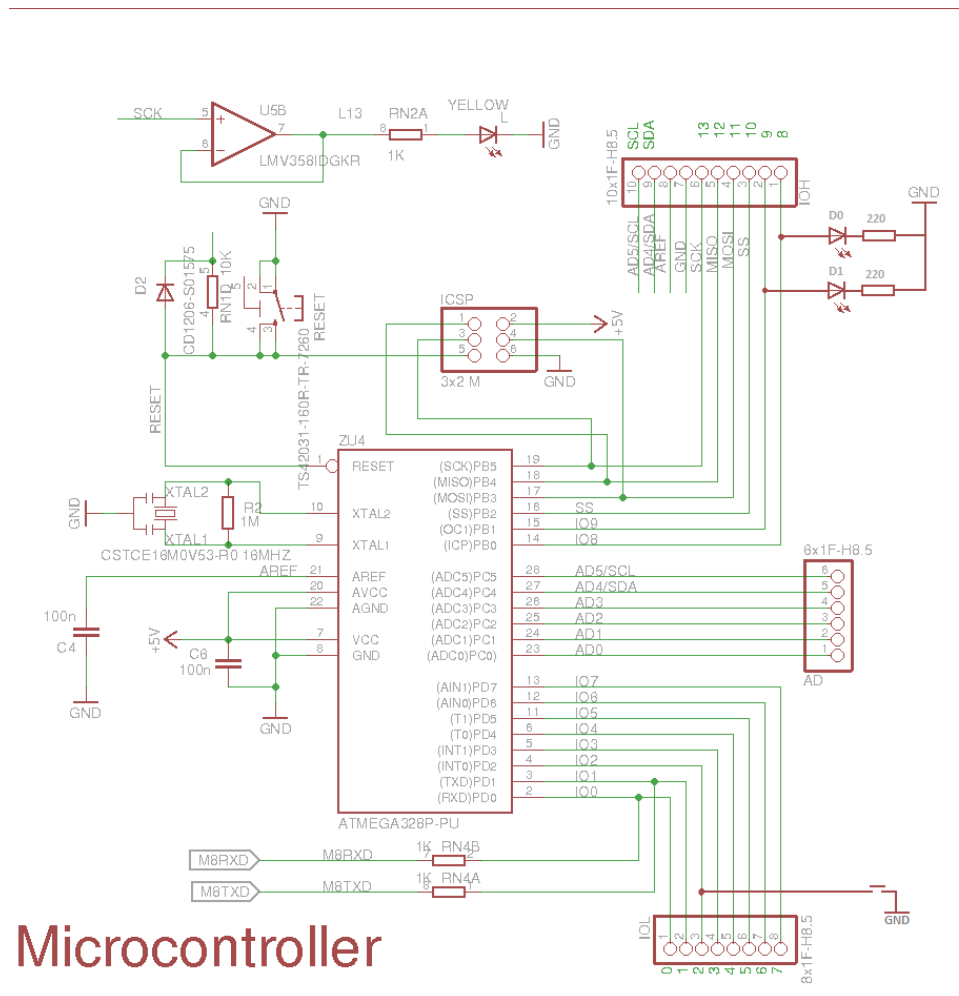 SCK
5
6
7
U5B
LMV358IDGKR
L13
RN2A
8
1
1K
YELLOW
L
GND
10x1F-H8.5
SCL
SDA
13
12
11
10
9
8
10
9
8
7
6
5
4
3
2
1
IOH
AD5/SCL
AD4/SDA
AREF
GND
SCK
MISO
MOSI
SS
GND
D0
220
D1
220
GND
D2
CD1206-S01575
5
4
RN1D
10K
5
2
1
4
3
RESET
TS42031-160R-TR-7260
ICSP
1
2
3
4
5
6
3x2 M
+5V
GND
RESET
ZU4
1
RESET
10
XTAL2
9
XTAL1
21
AREF
20
AVCC
22
AGND
7
VCC
8
GND
(SCK)PB5
19
(MISO)PB4
18
(MOSI)PB3
17
(SS)PB2
16
SS
(OC1)PB1
15
IO9
(ICP)PB0
14
IO8
(ADC5)PC5
28
AD5/SCL
(ADC4)PC4
27
AD4/SDA
(ADC3)PC3
26
AD3
(ADC2)PC2
25
AD2
(ADC1)PC1
24
AD1
(ADC0)PC0)
23
AD0
(AIN1)PD7
13
IO7
(AIN0)PD6
12
IO6
(T1)PD5
11
IO5
(T0)PD4
6
IO4
(INT1)PD3
5
IO3
(INT0)PD2
4
IO2
(TXD)PD1
3
IO1
(RXD)PD0
2
IO0
ATMEGA328P-PU
GND
XTAL2
XTAL1
R2
1M
CSTCE16M0V53-R0 16MHZ
AREF
100n
C4
GND
+5V
C6
100n
GND
6x1F-H8.5
6
5
4
3
2
1
AD
M8RXD
M8RXD
1K
RN4B
7
2
M8TXD
M8TXD
1K
RN4A
8
1
GND
IOL
1
2
3
4
5
6
7
8
0
1
2
3
4
5
6
7
8x1F-H8.5
Microcontroller